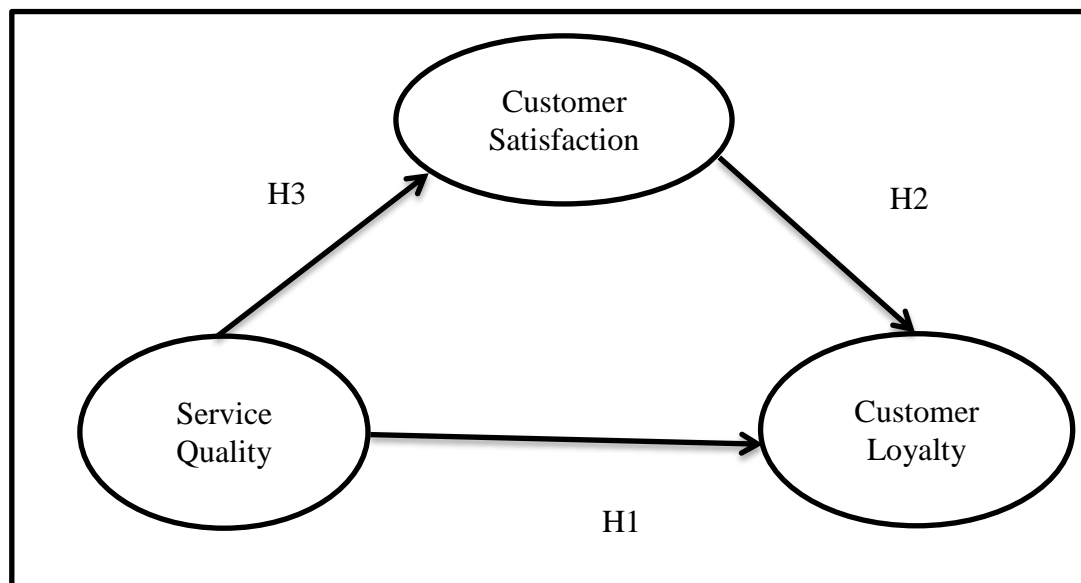 Customer
Satisfaction
H3
H2
Service
Quality
Customer
Loyalty
H1